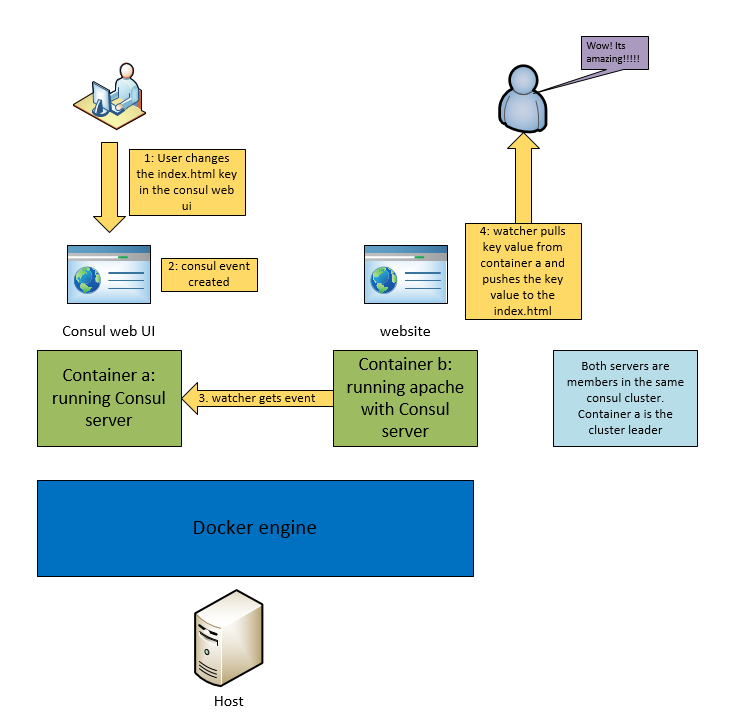 Wow! Its
amazing!!!!!
1: User changes
the index.html key
in the consul web
ui
2: consul event
created
4: watcher pulls
key value from
container a and
pushes the key
value to the
index.html
Consul web UI
website
Container a:
running Consul
server
3. watcher gets event
Container b:
running apache
with Consul
server
Both servers are
members in the same
consul cluster.
Container a is the
cluster leader
Docker engine
Host